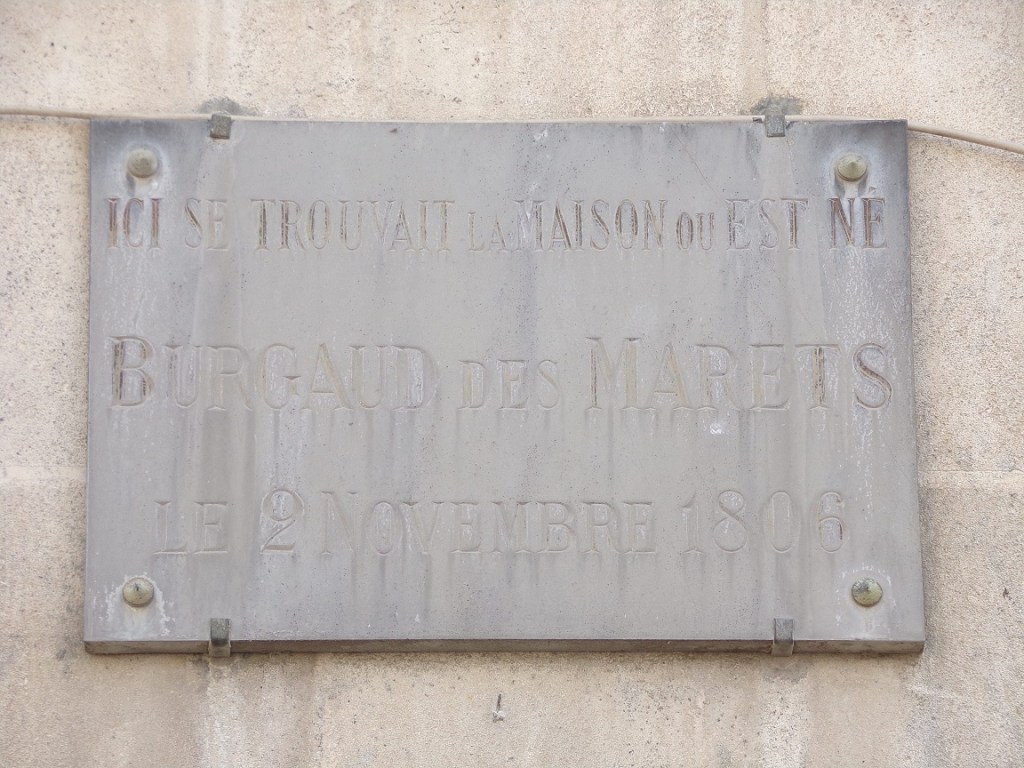 ICI SE TROUVAIT LA MAISON OU EST NÉ
BURGAUD DES MARETS
LE 2 NOVEMBRE 1806